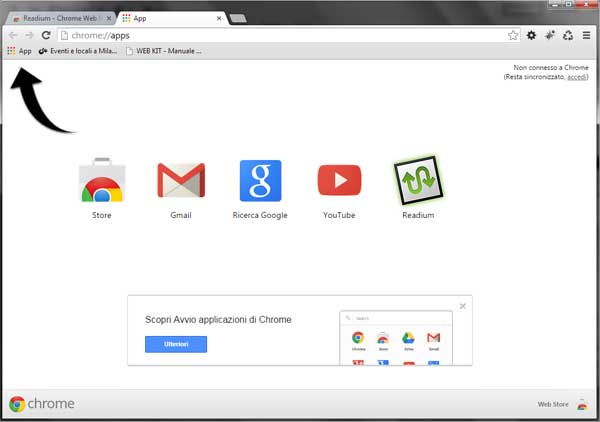 Readium - Chrome Web S
App
chrome://apps
App
Eventi e locali a Mila...
WEB KIT - Manuale ...
Non connesso a Chrome
(Resta sincronizzato, accedi)
Store
Gmail
Ricerca Google
YouTube
Readium
Scopri Avvio applicazioni di Chrome
Ulteriori
Search
Chrome
Store
Drive
Gmail
chrome
Web Store